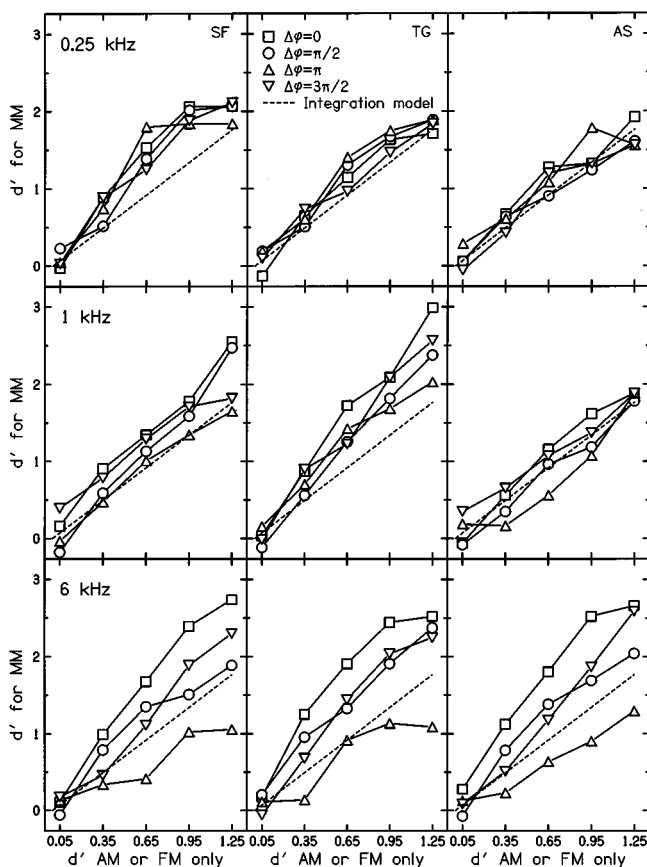 0.25 kHz
SF
TG
AS
Δφ=0
Δφ=π/2
Δφ=π
Δφ=3π/2
Integration model
d' for MM
3
2
1
0
1 kHz
d' for MM
3
2
1
0
6 kHz
d' for MM
3
2
1
0
0.05 0.35 0.65 0.95 1.25 0.05 0.35 0.65 0.95 1.25 0.05 0.35 0.65 0.95 1.25
d' AM or FM only d' AM or FM only d' AM or FM only